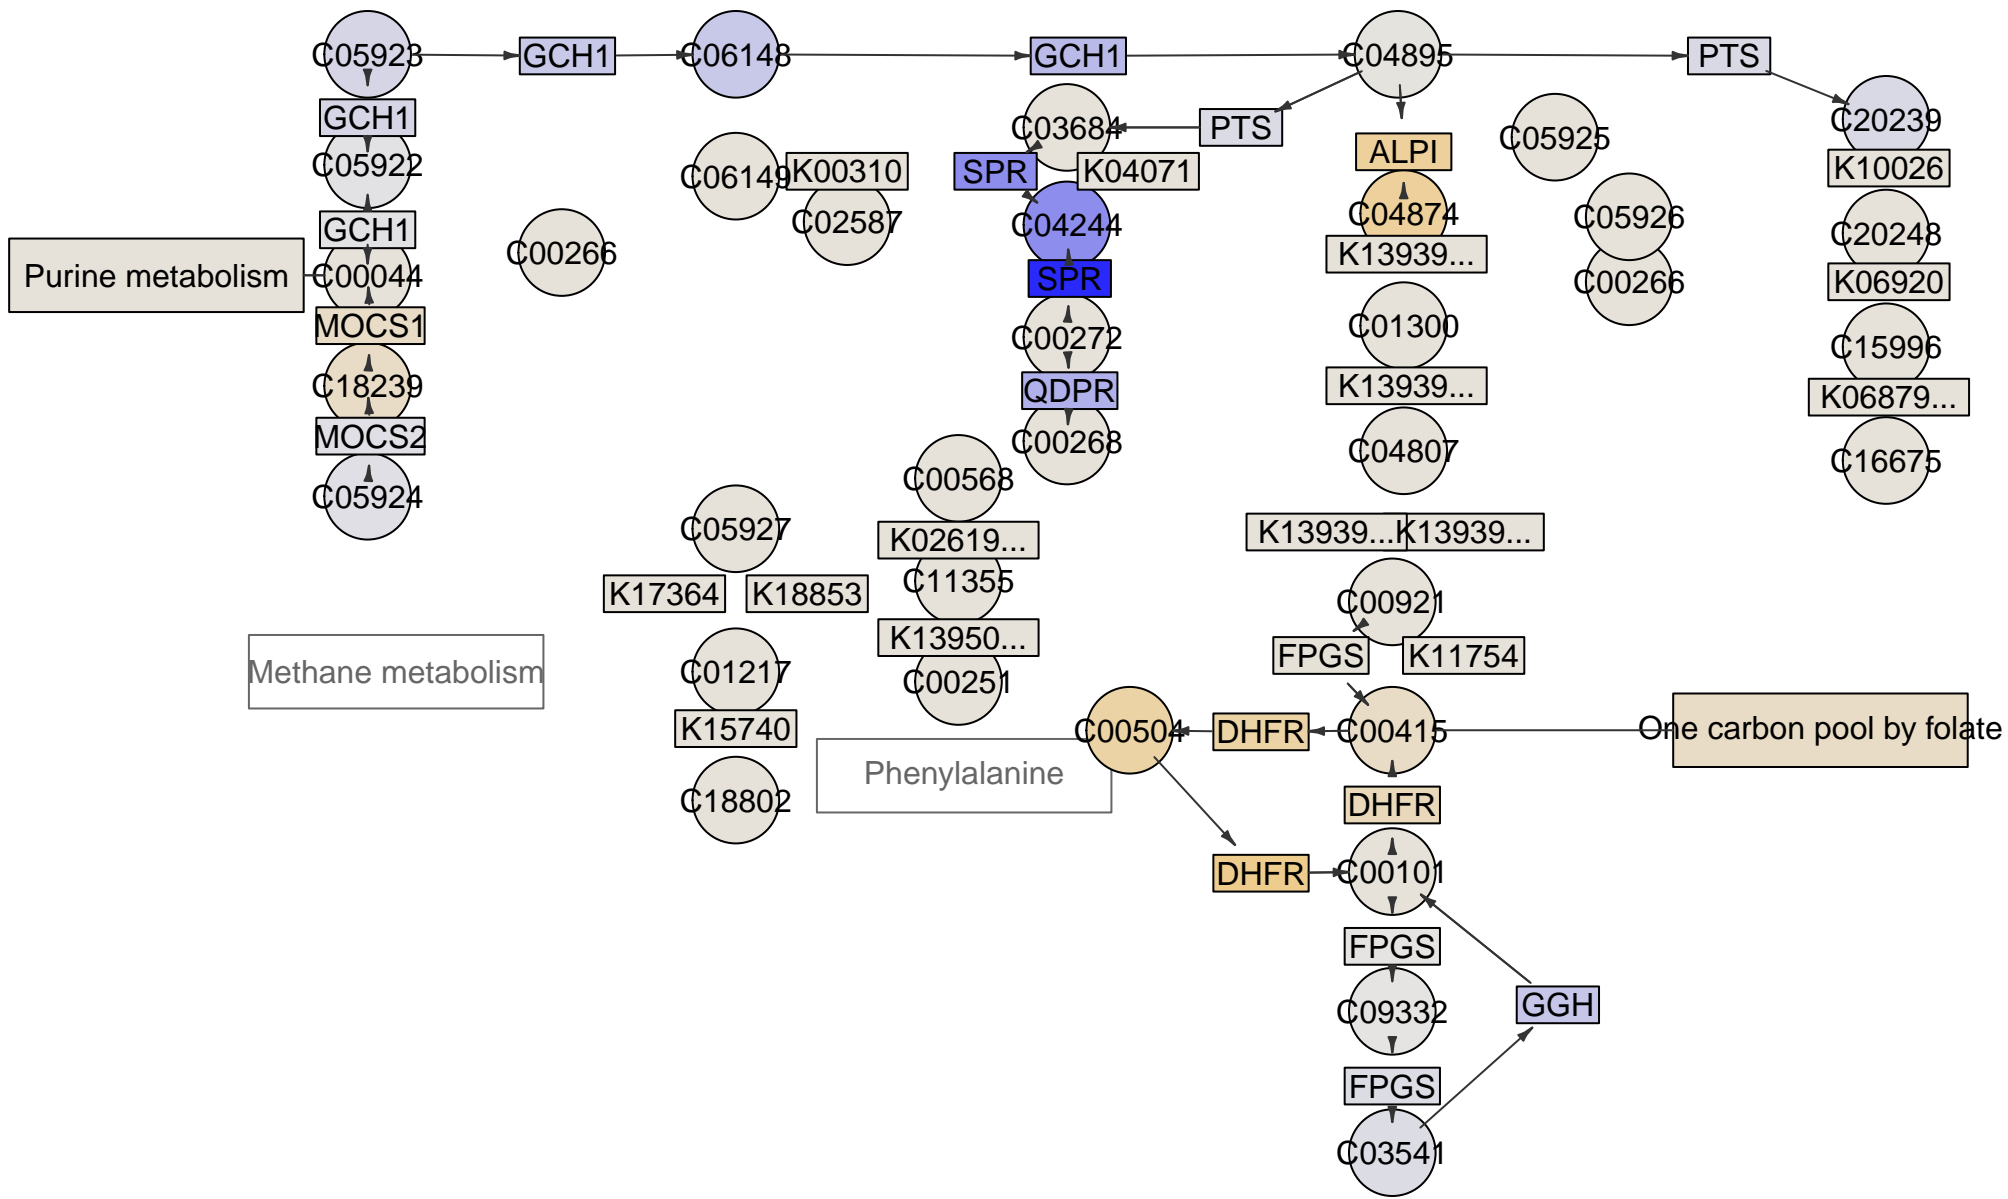 C05923
GCH1
C06148
GCH1
C04895
PTS
GCH1
C03684
PTS
C20239
C05922
C06149
K00310
SPR
K04071
ALPI
C05925
K10026
GCH1
C00266
C02587
C04244
C04874
C05926
C20248
Purine metabolism
C00044
SPR
K13939...
C00266
K06920
MOCS1
C00272
C01300
C15996
C18239
QDPR
K13939...
K06879...
MOCS2
C00268
C04807
C16675
C05924
C00568
C05927
K02619...
K13939...
K13939...
K17364
K18853
C11355
C00921
K13950...
FPGS
K11754
Methane metabolism
C01217
C00251
K15740
C00504
DHFR
C00415
One carbon pool by folate
Phenylalanine
C18802
DHFR
DHFR
C00101
FPGS
C09332
GGH
FPGS
C03541